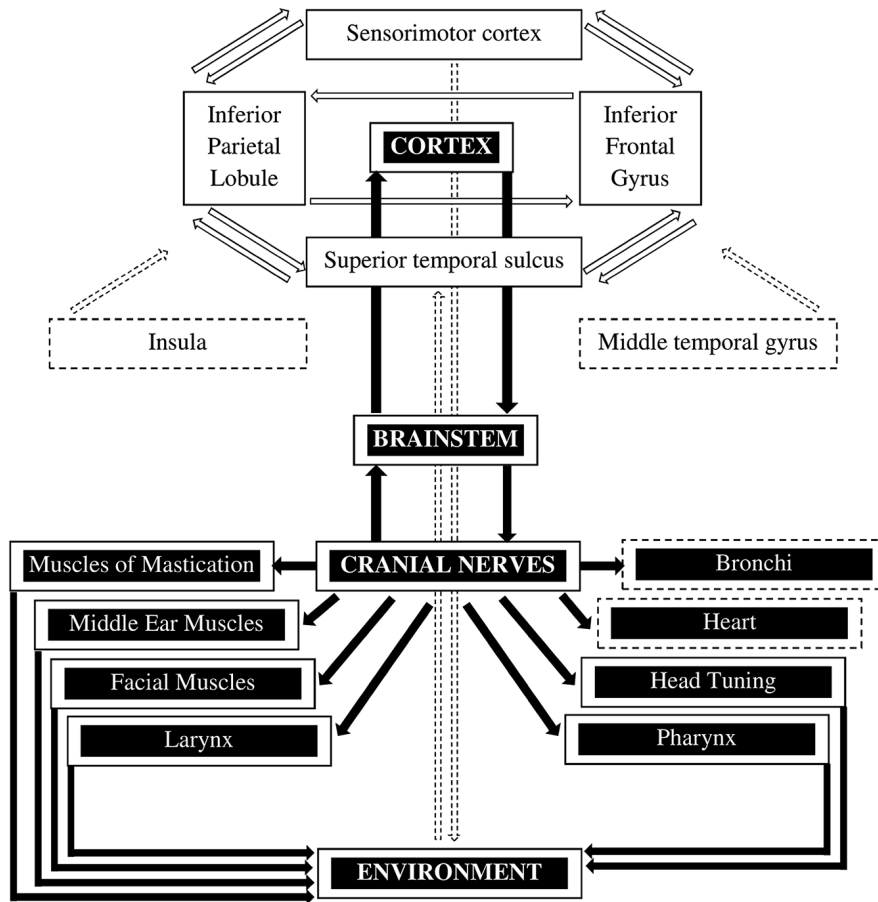 Sensorimotor cortex
Inferior
Parietal
Lobule
CORTEX
Inferior
Frontal
Gyrus
Superior temporal sulcus
Insula
Middle temporal gyrus
BRAINSTEM
Muscles of Mastication
CRANIAL NERVES
Bronchi
Middle Ear Muscles
Heart
Facial Muscles
Head Tuning
Larynx
Pharynx
ENVIRONMENT